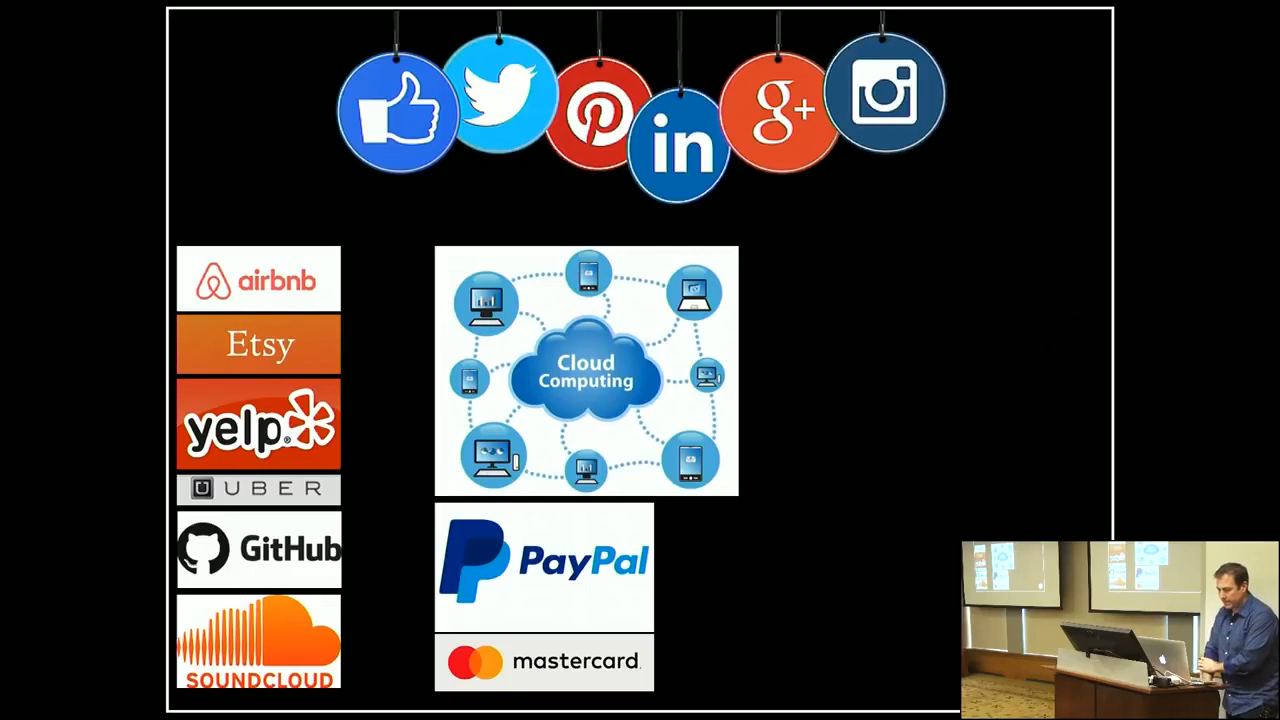 in
g+
airbnb
Etsy
yelp
UBER
GitHub
SOUNDCLOUD
Cloud
Computing
PayPal
mastercard